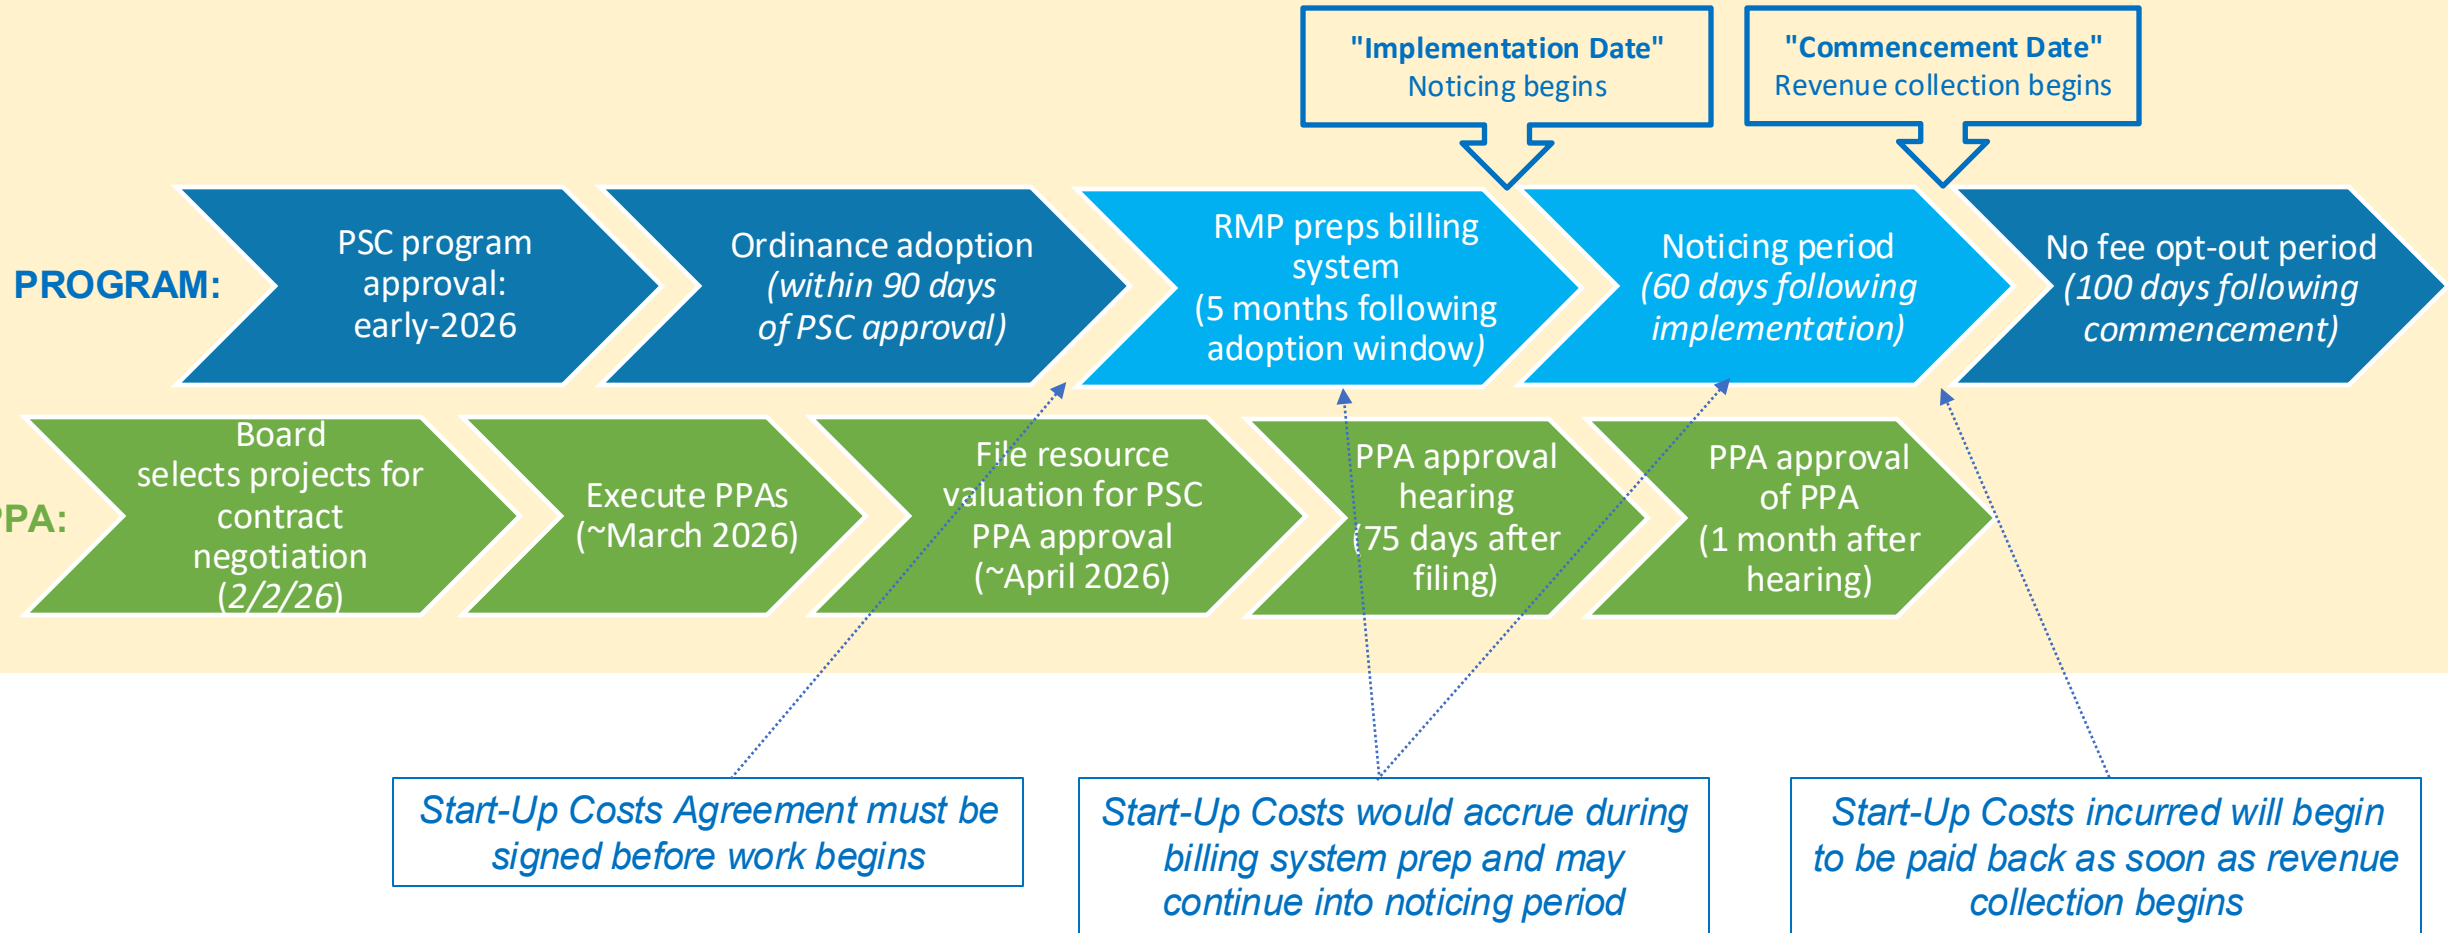 "Implementation Date"
Noticing begins
"Commencement Date"
Revenue collection begins
PROGRAM:
PSC program
approval:
early-2026
Ordinance adoption
(within 90 days
of PSC approval)
RMP preps billing
system
(5 months following
adoption window)
Noticing period
(60 days following
implementation)
No fee opt-out period
(100 days following
commencement)
PPA:
Board
selects projects for
contract
negotiation
(2/2/26)
Execute PPAs
(~March 2026)
File resource
valuation for PSC
PPA approval
(~April 2026)
PPA approval
hearing
(75 days after
filing)
PPA approval
of PPA
(1 month after
hearing)
Start-Up Costs Agreement must be
signed before work begins
Start-Up Costs would accrue during
billing system prep and may
continue into noticing period
Start-Up Costs incurred will begin
to be paid back as soon as revenue
collection begins